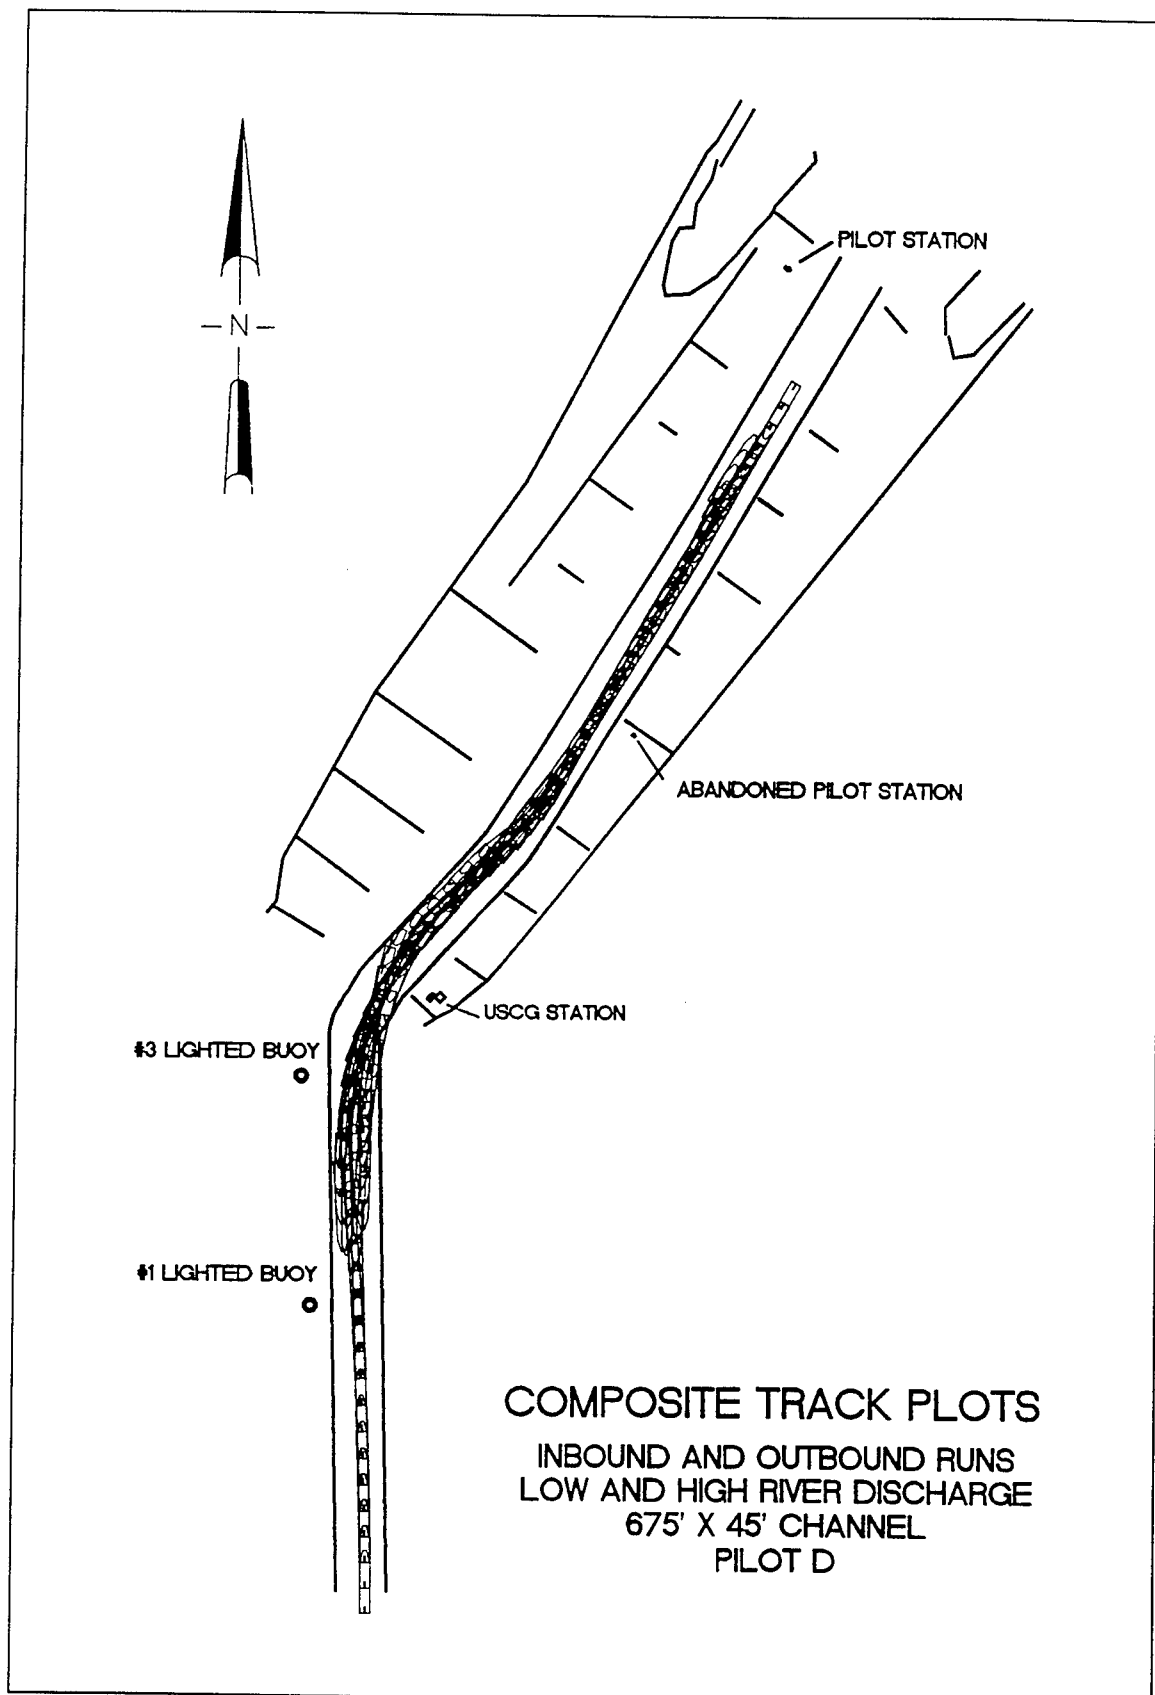 PILOT STATION
- N -
ABANDONED PILOT STATION
USCG STATION
#3 LIGHTED BUOY
#1 LIGHTED BUOY
COMPOSITE TRACK PLOTS
INBOUND AND OUTBOUND RUNS
LOW AND HIGH RIVER DISCHARGE
675' X 45' CHANNEL
PILOT D